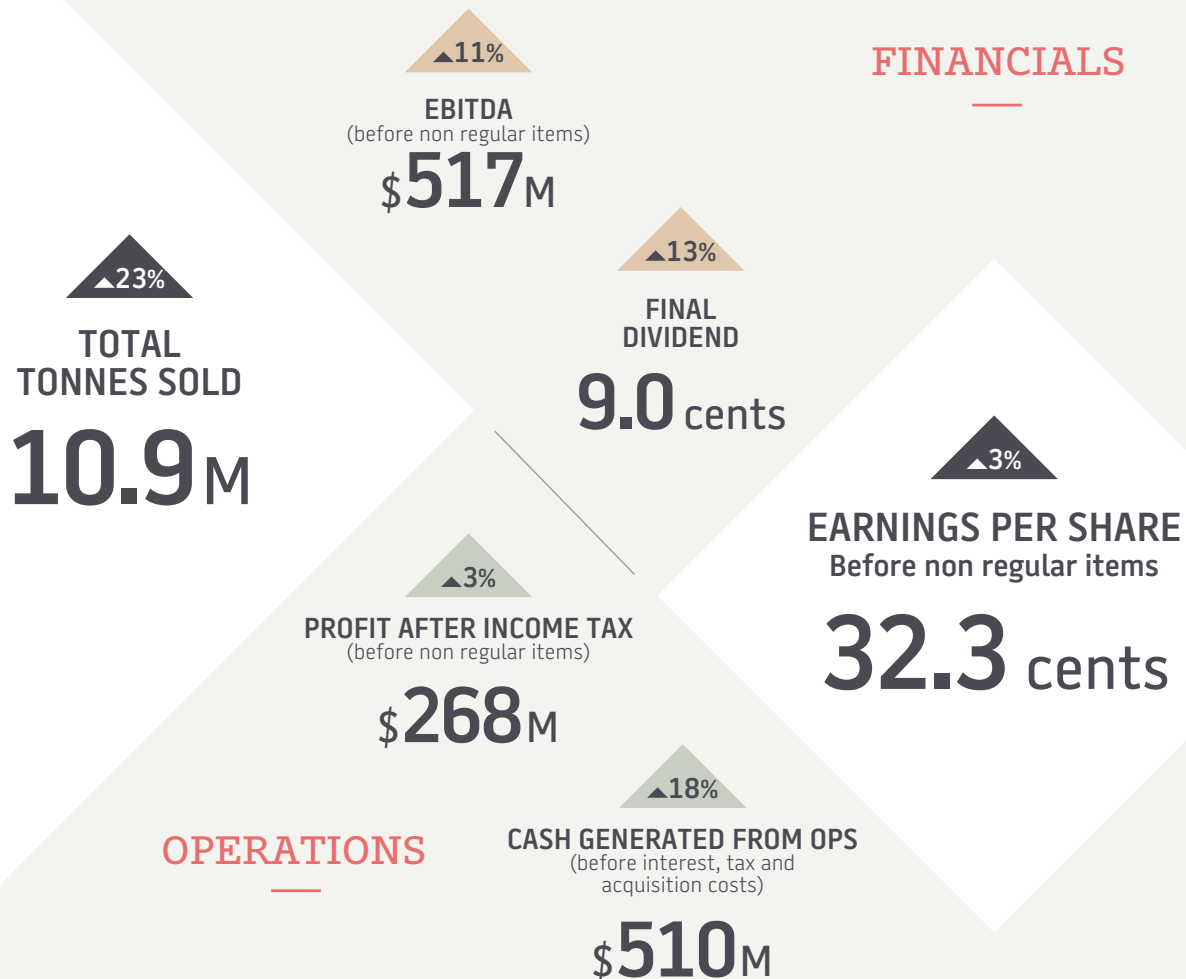 FINANCIALS
▲11%
EBITDA
(before non regular items)
$517M
▲13%
FINAL
DIVIDEND
9.0 cents
▲23%
TOTAL
TONNES SOLD
10.9M
▲3%
EARNINGS PER SHARE
Before non regular items
32.3 cents
▲3%
PROFIT AFTER INCOME TAX
(before non regular items)
$268M
▲18%
CASH GENERATED FROM OPS
(before interest, tax and
acquisition costs)
$510M
OPERATIONS